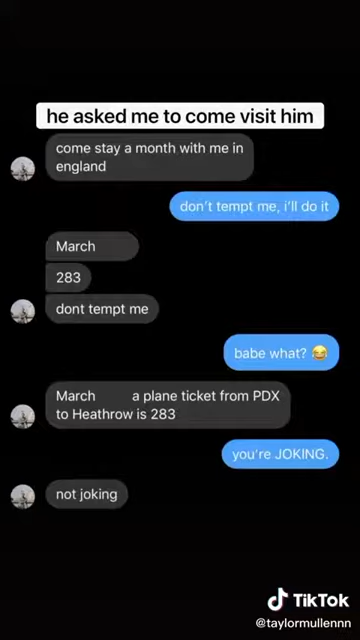 he asked me to come visit him
come stay a month with me in
england
don't tempt me, i'll do it
March
283
dont tempt me
babe what? 😂
March a plane ticket from PDX
to Heathrow is 283
you're JOKING.
not joking
TikTok
@taylormullennn